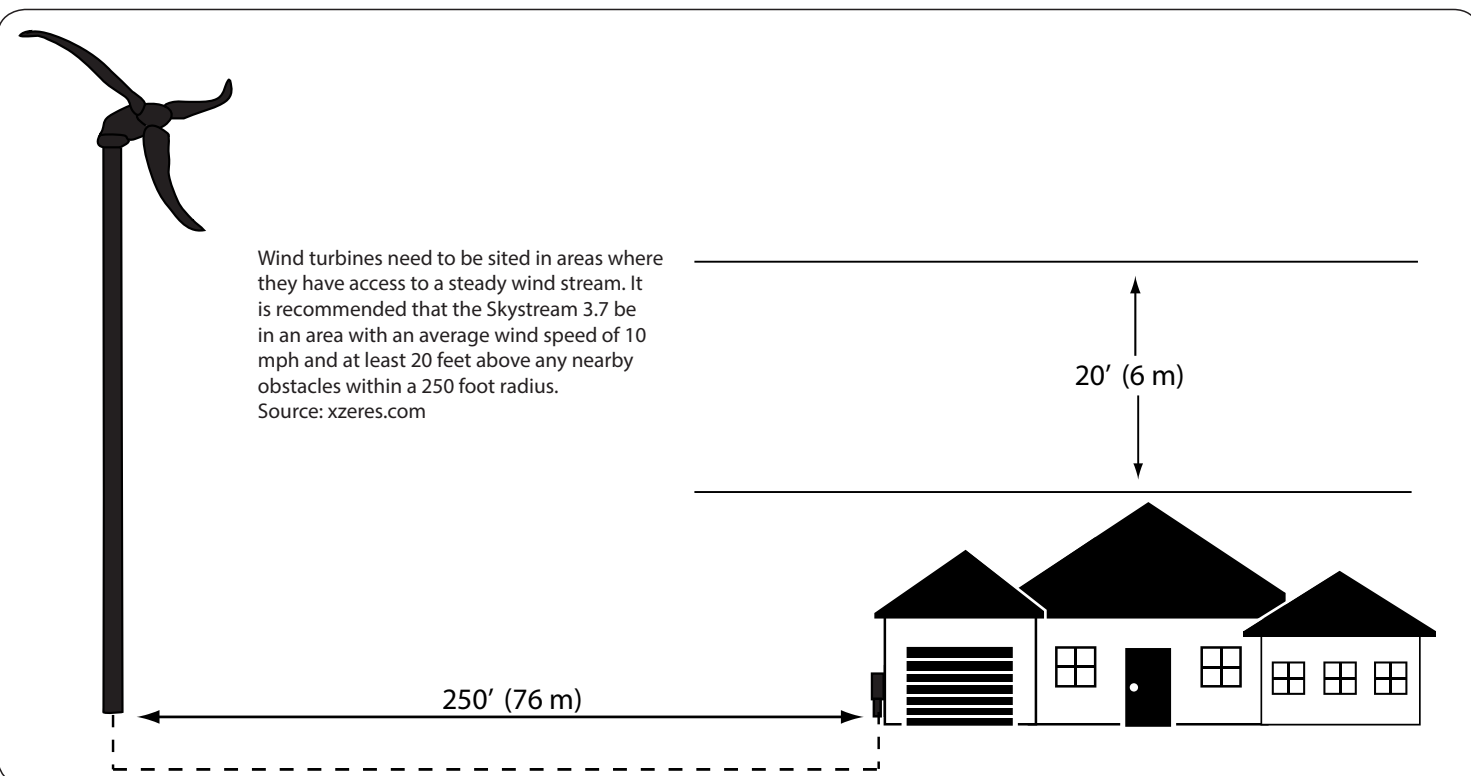 Wind turbines need to be sited in areas where
they have access to a steady wind stream. It
is recommended that the Skystream 3.7 be
in an area with an average wind speed of 10
mph and at least 20 feet above any nearby
obstacles within a 250 foot radius.
Source: xzeres.com
20’ (6 m)
250’ (76 m)